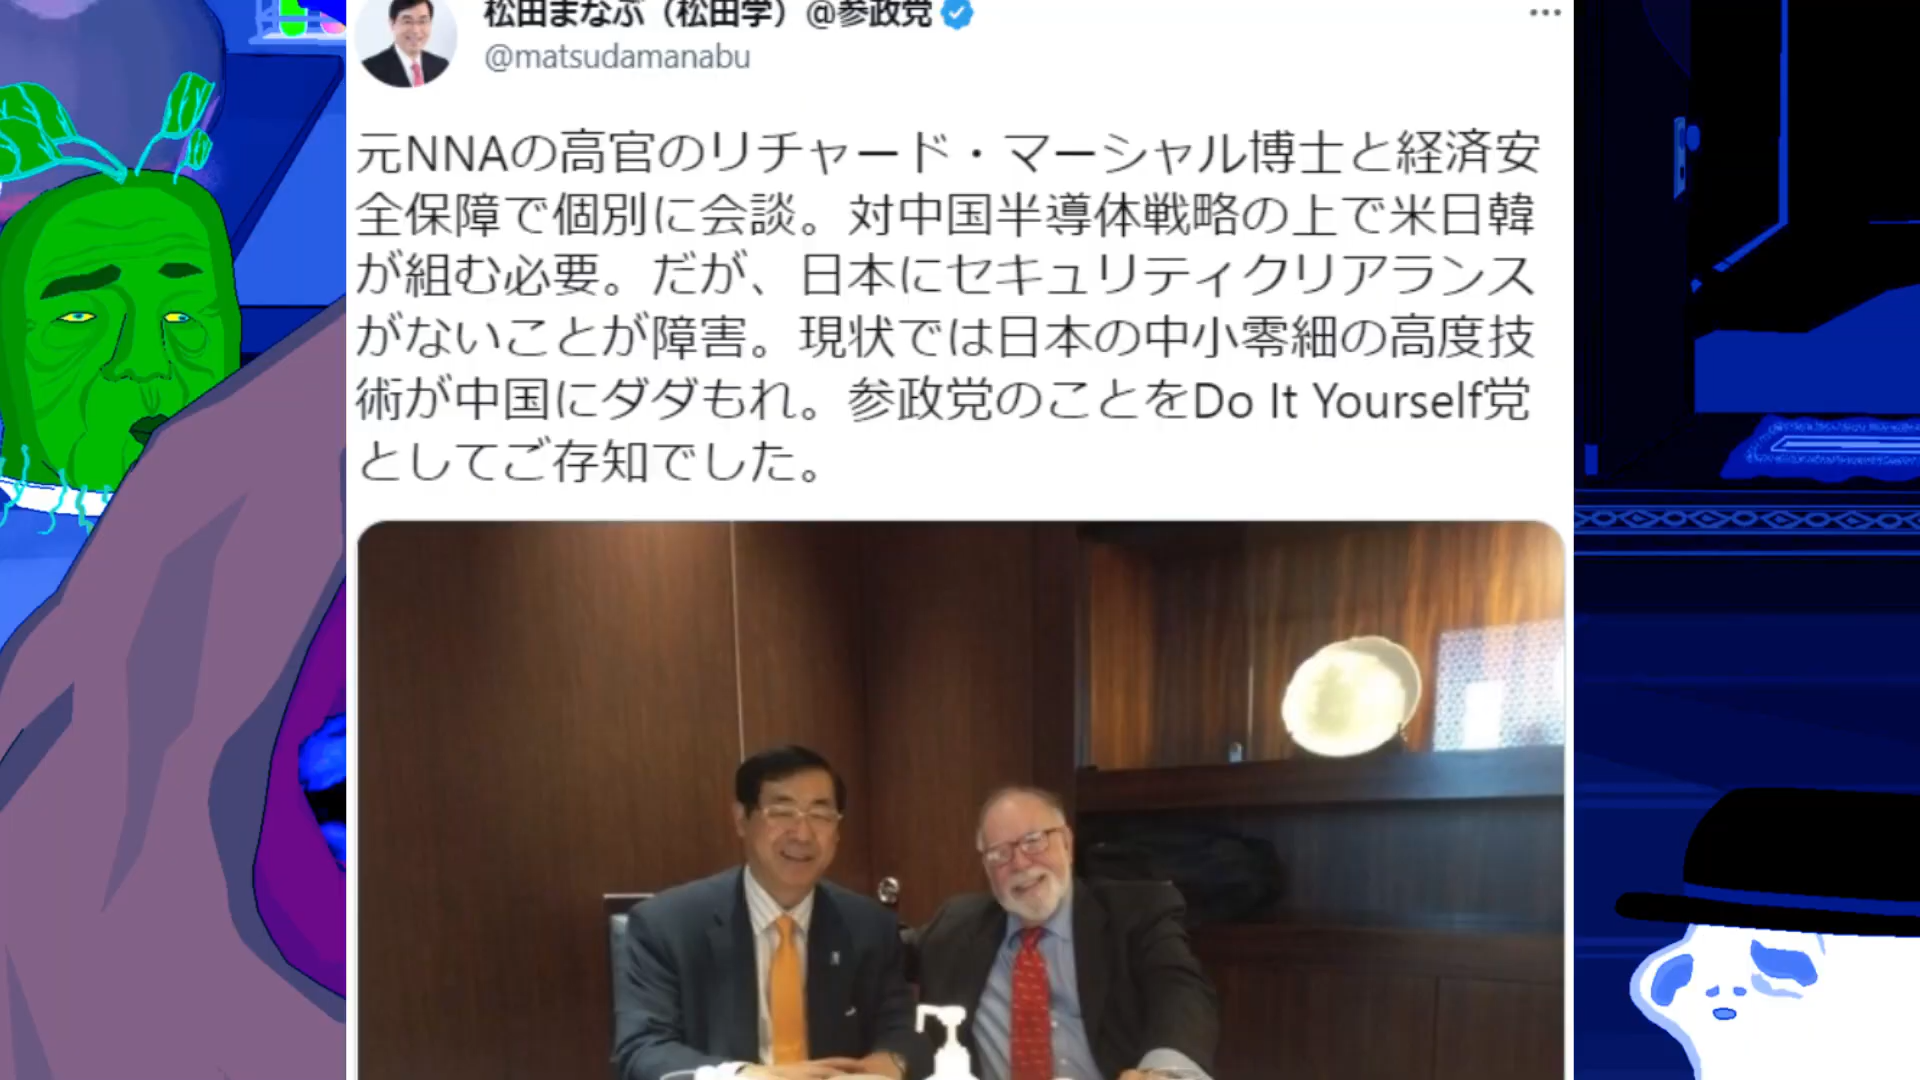 松田まなぶ（松田学）@参政党
@matsudamanabu
元NNAの高官のリチャード・マーシャル博士と経済安
全保障で個別に会談。対中国半導体戦略の上で米日韓
が組む必要。だが、日本にセキュリティクリアランス
がないことが障害。現状では日本の中小零細の高度技
術が中国にダダもれ。参政党のことをDo It Yourself党
としてご存知でした。